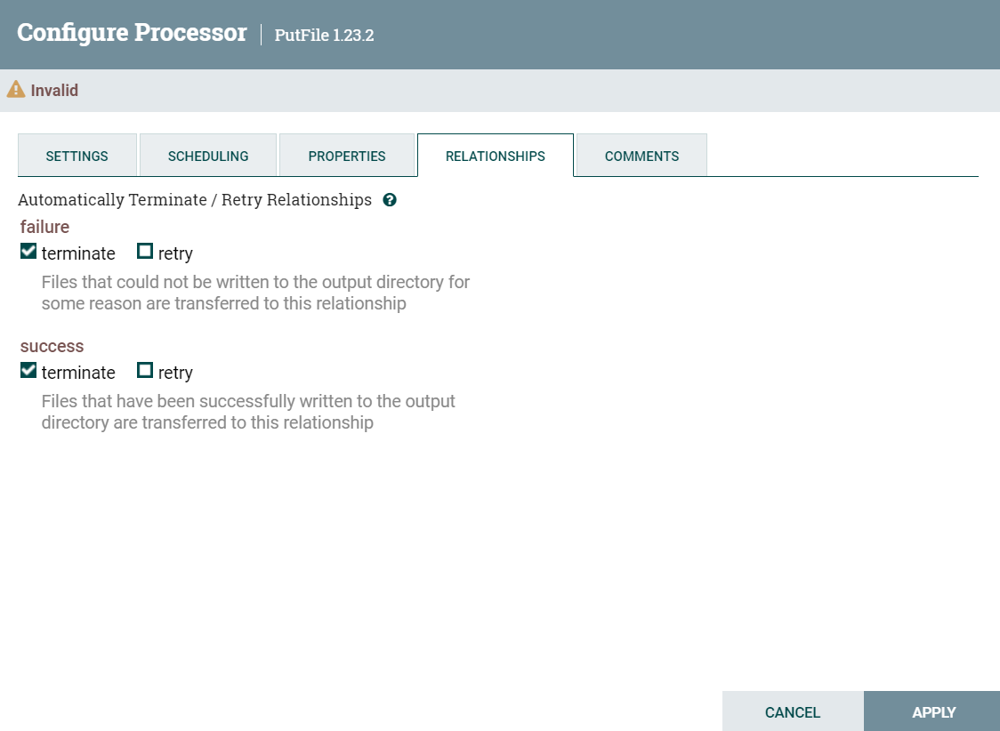 Configure Processor | PutFile 1.23.2
Invalid
SETTINGS SCHEDULING PROPERTIES RELATIONSHIPS COMMENTS
Automatically Terminate / Retry Relationships
failure
terminate retry
Files that could not be written to the output directory for
some reason are transferred to this relationship
success
terminate retry
Files that have been successfully written to the output
directory are transferred to this relationship
CANCEL APPLY